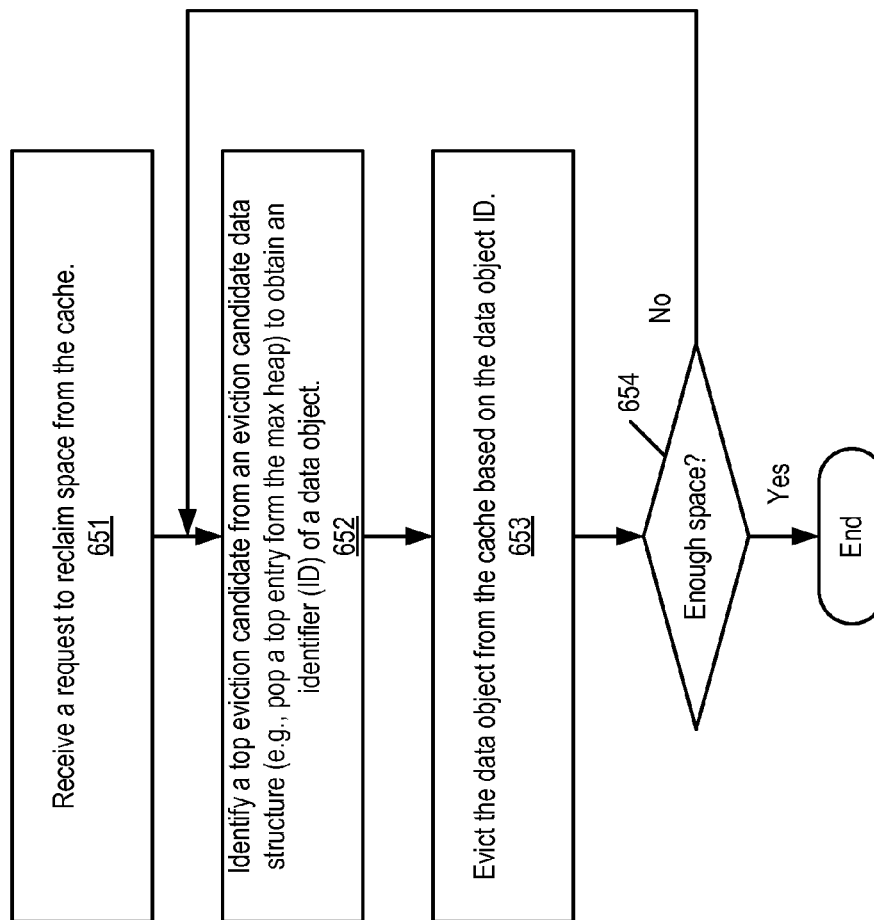 Receive a request to reclaim space from the cache.
651
Identify a top eviction candidate from an eviction candidate data
structure (e.g., pop a top entry form the max heap) to obtain an
identifier (ID) of a data object.
652
Evict the data object from the cache based on the data object ID.
653
654
Enough space?
No
Yes
End